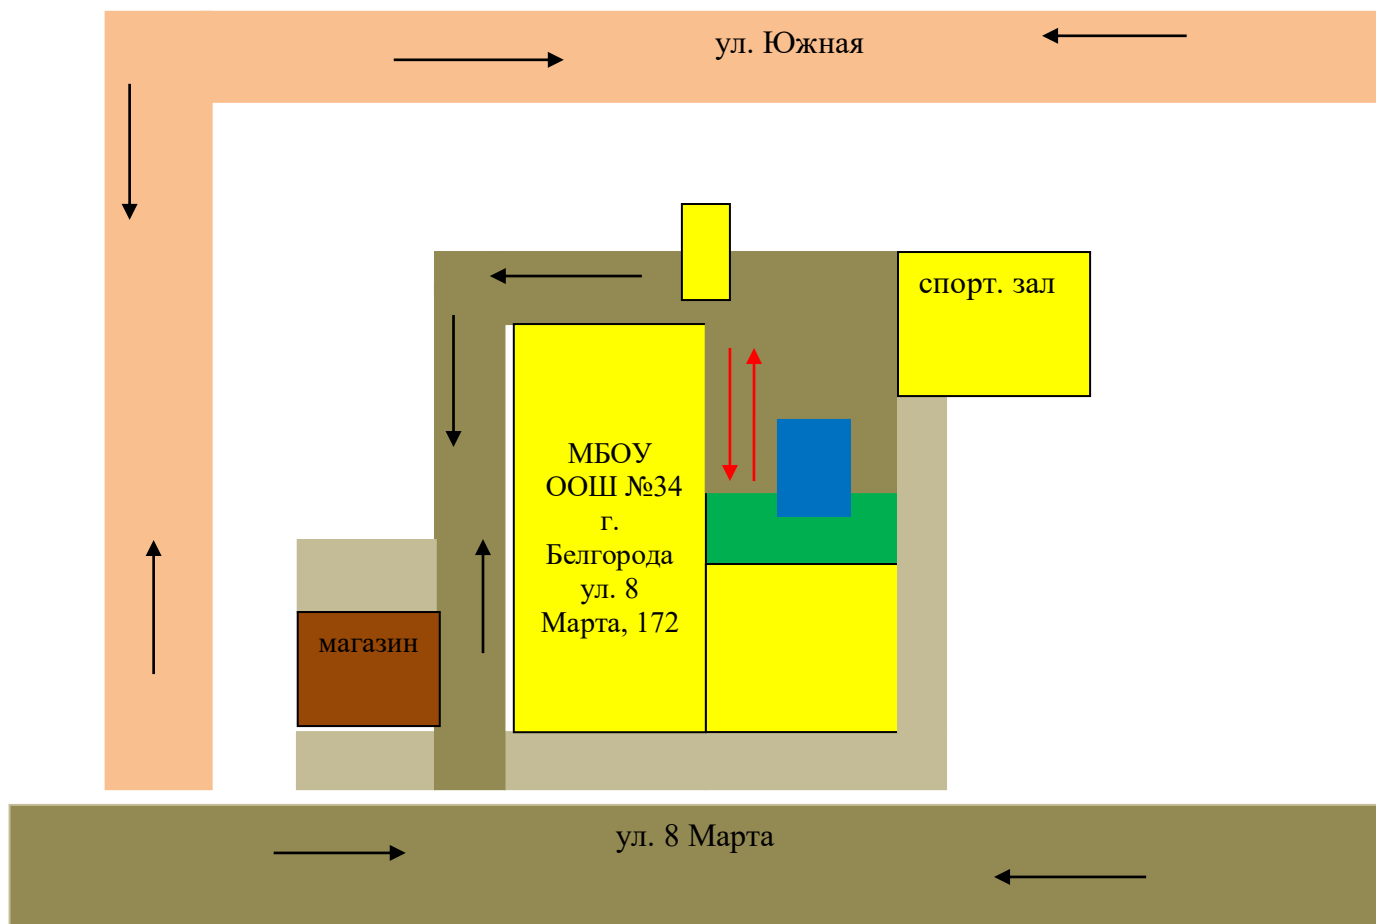 ул. Южная
спорт. зал
МБОУ
ООШ №34
г.
Белгорода
ул. 8
Марта, 172
магазин
ул. 8 Марта